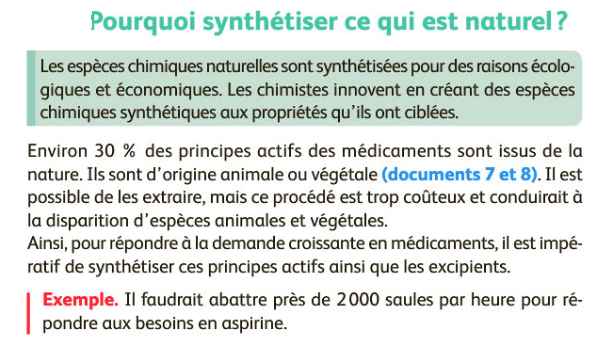 Pourquoi synthétiser ce qui est naturel ?
Les espèces chimiques naturelles sont synthétisées pour des raisons écolo-
giques et économiques. Les chimistes innovent en créant des espèces
chimiques synthétiques aux propriétés qu'ils ont ciblées.
Environ 30 % des principes actifs des médicaments sont issus de la
nature. Ils sont d'origine animale ou végétale (documents 7 et 8). Il est
possible de les extraire, mais ce procédé est trop coûteux et conduirait à
la disparition d'espèces animales et végétales.
Ainsi, pour répondre à la demande croissante en médicaments, il est impé-
ratif de synthétiser ces principes actifs ainsi que les excipients.
Exemple. Il faudrait abattre près de 2 000 saules par heure pour ré-
pondre aux besoins en aspirine.